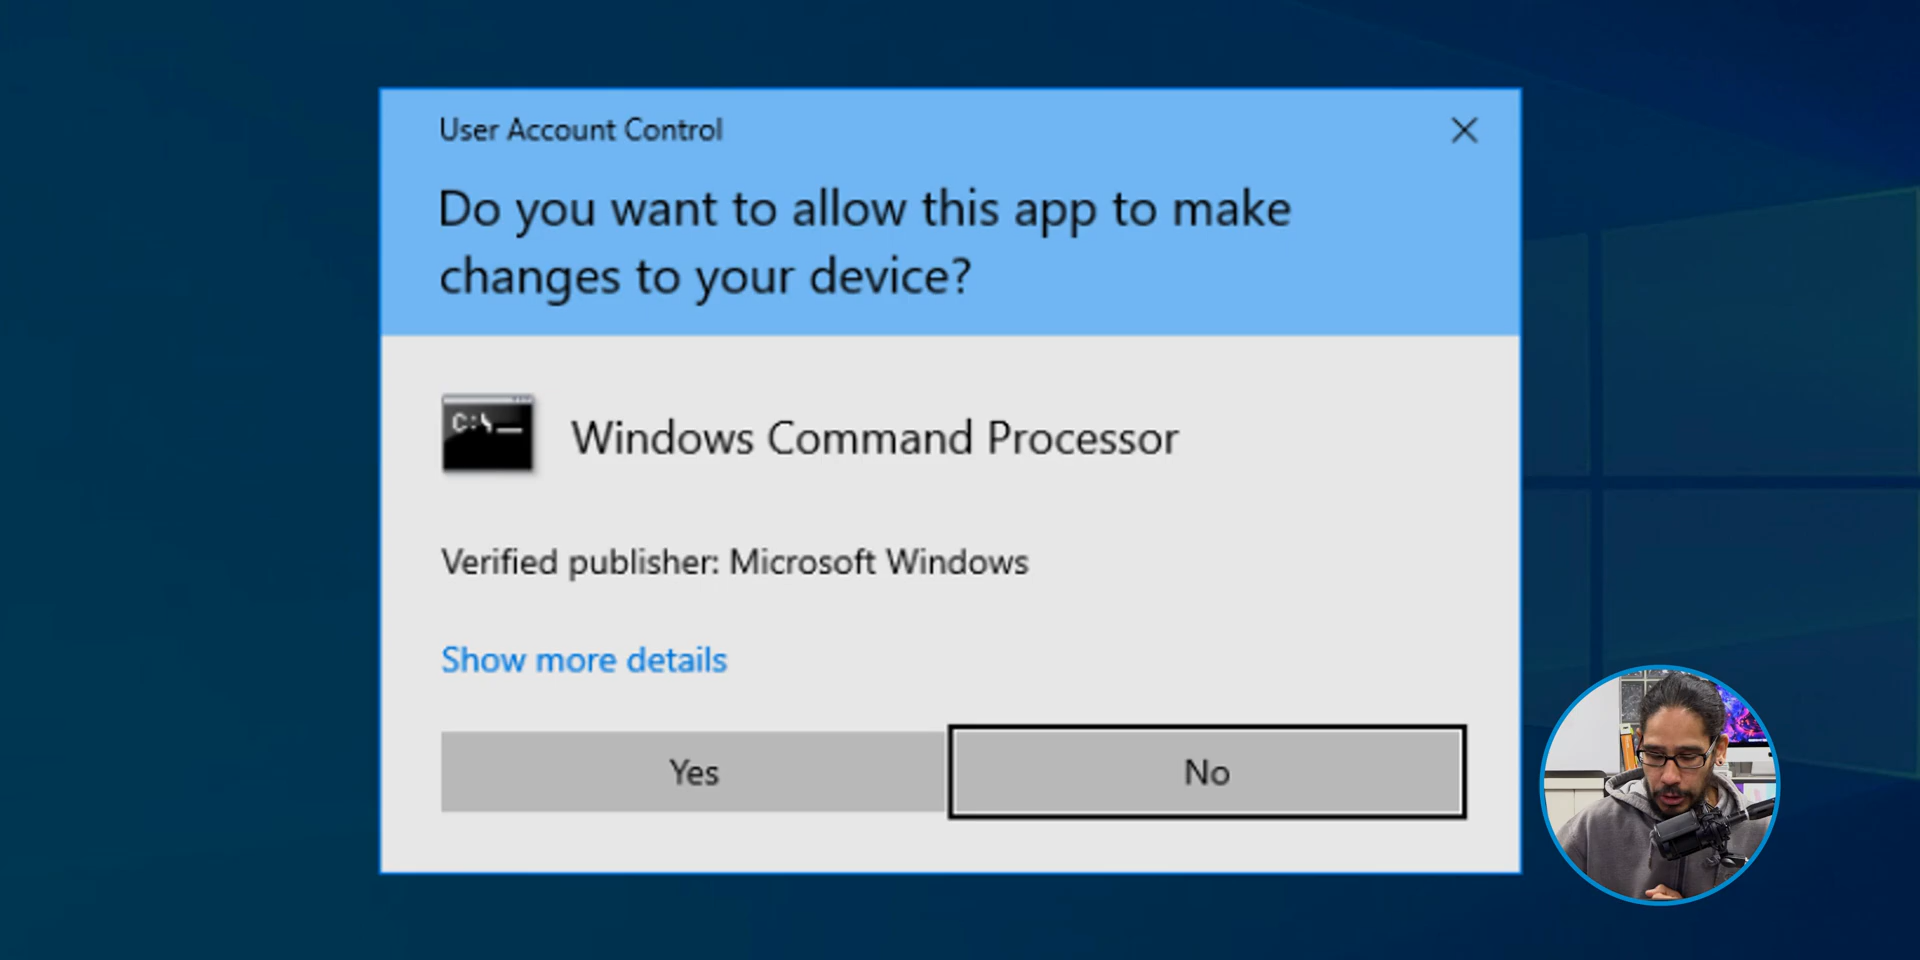 User Account Control
Do you want to allow this app to make
changes to your device?
C:\_
Windows Command Processor
Verified publisher: Microsoft Windows
Show more details
Yes
No